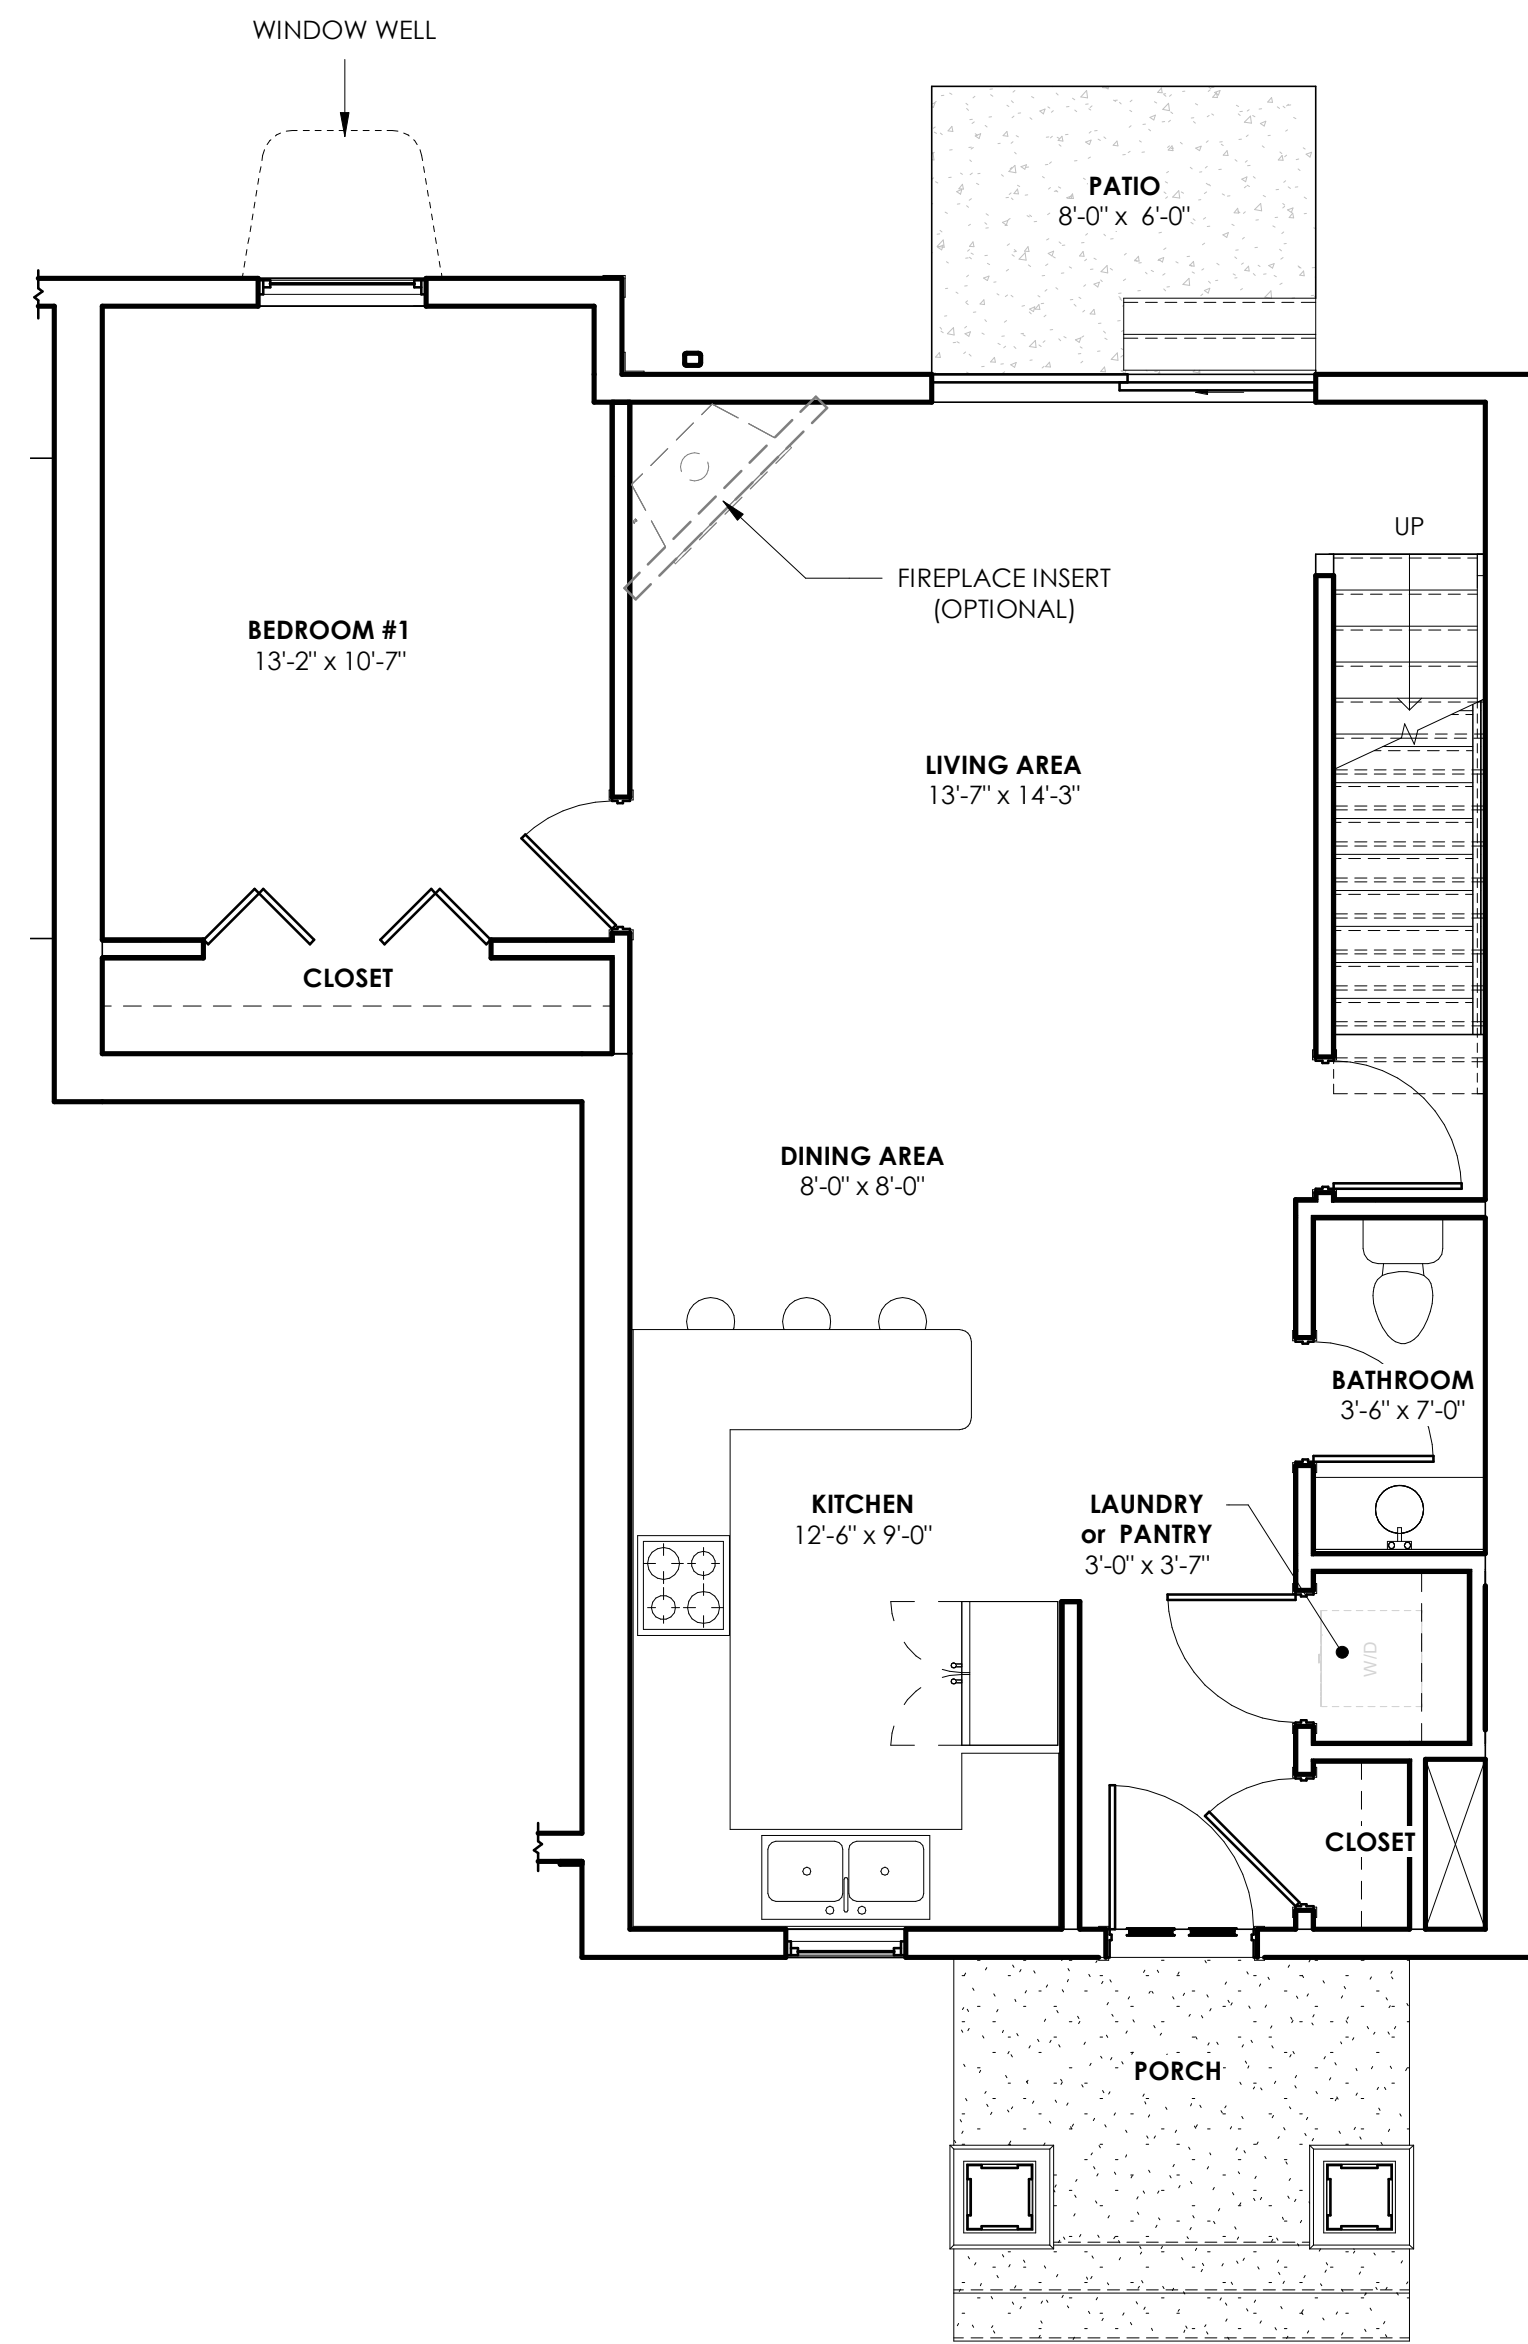 WINDOW WELL
PATIO
8'-0" x 6'-0"
UP
FIREPLACE INSERT
(OPTIONAL)
BEDROOM #1
13'-2" x 10'-7"
LIVING AREA
13'-7" x 14'-3"
CLOSET
DINING AREA
8'-0" x 8'-0"
BATHROOM
3'-6" x 7'-0"
KITCHEN
12'-6" x 9'-0"
LAUNDRY
or PANTRY
3'-0" x 3'-7"
W/D
CLOSET
PORCH